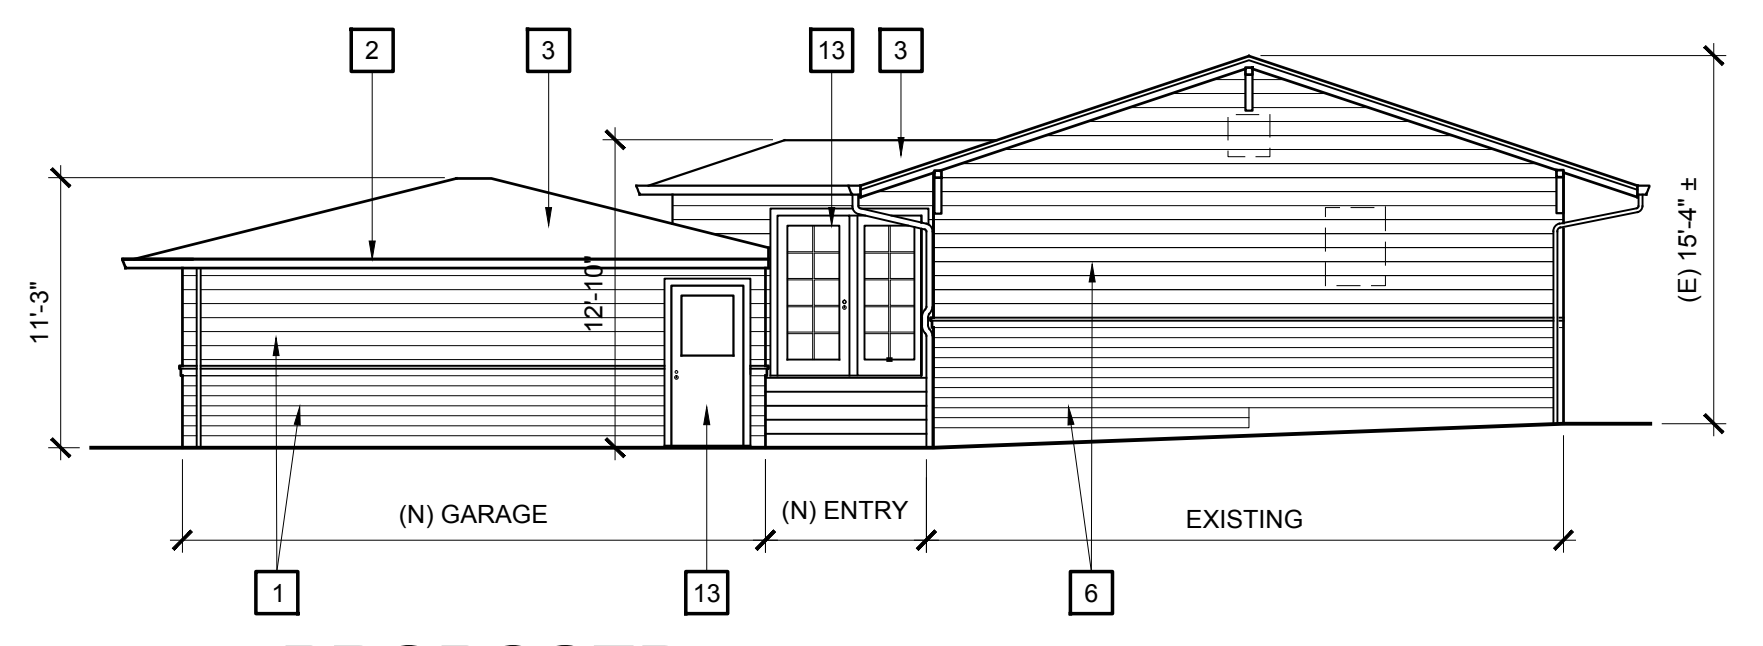 2
3
13
3
11'-3"
12'-10"
(E) 15'-4" ±
(N) GARAGE
(N) ENTRY
EXISTING
1
13
6